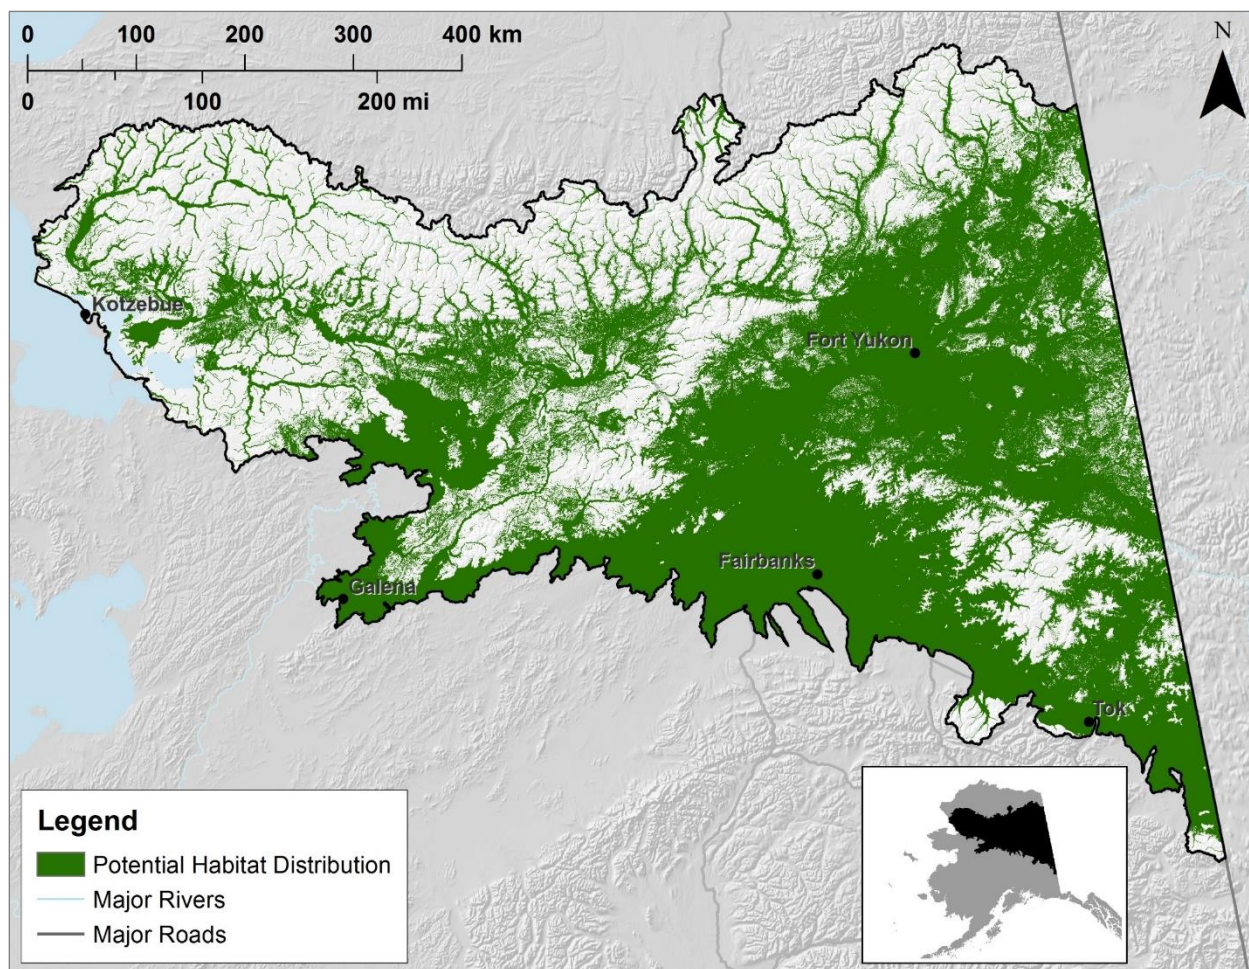 0 100 200 300 400 km
0 100 200 mi
N
Kotzebue
Fort Yukon
Fairbanks
Galena
Tok
Legend
Potential Habitat Distribution
Major Rivers
Major Roads